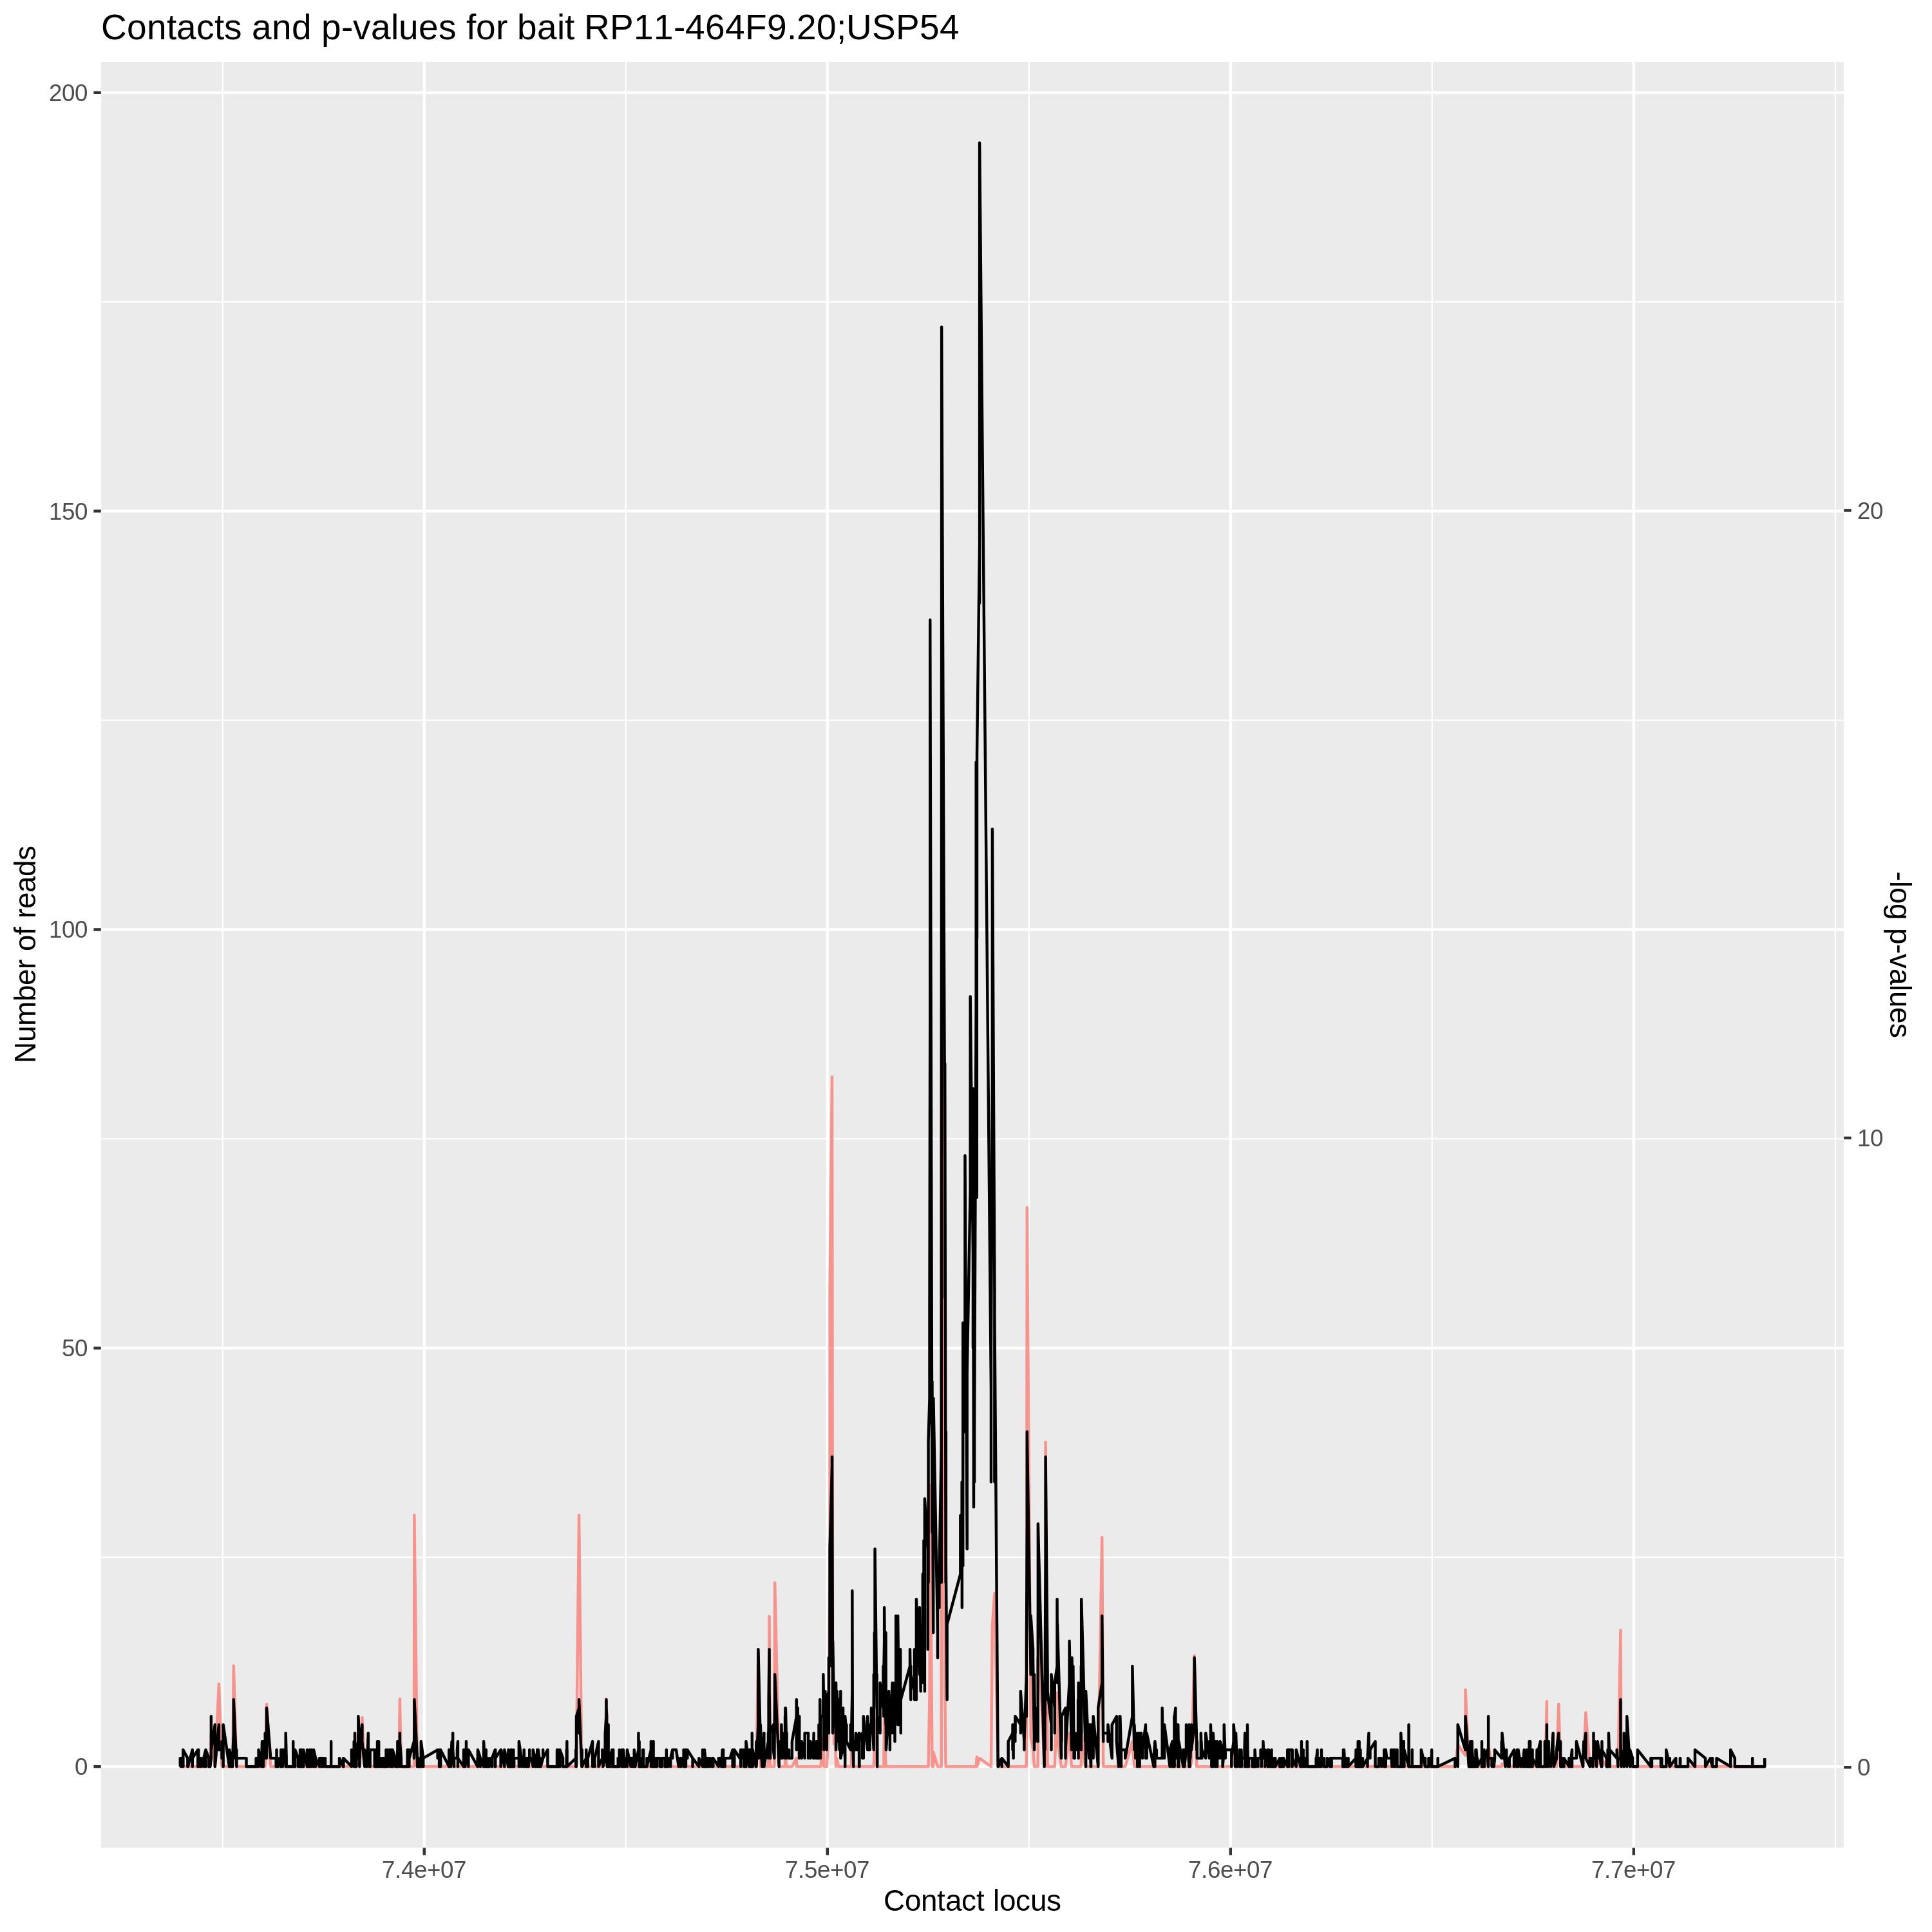 Contacts and p-values for bait RP11-464F9.20;USP54
200
150
100
50
0
Number of reads
20
10
0
-log p-values
7.4e+07
7.5e+07
7.6e+07
7.7e+07
Contact locus